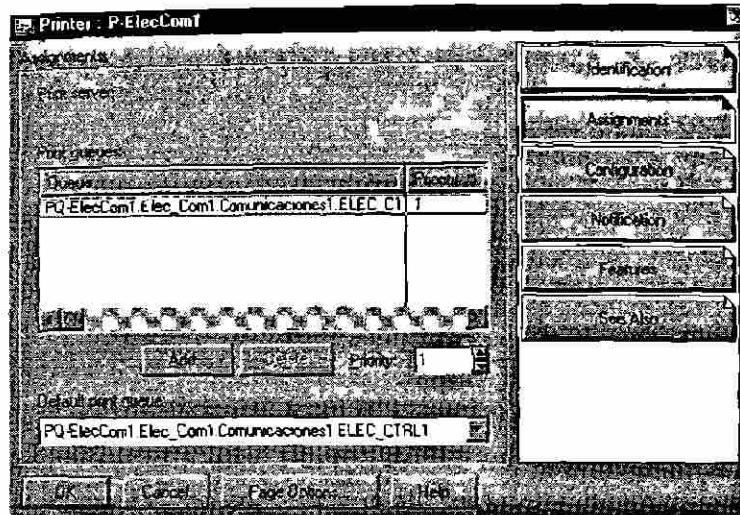 Printer : P-ElecCom1
Assignments
Print server:
Print queues:
Queue
Priority
PQ-ElecCom1.Elec_Com1.Comunicaciones1.ELEC_C1 1
Add...
Delete
Priority:
1
Default print queue:
PQ-ElecCom1.Elec_Com1.Comunicaciones1.ELEC_CTRL1
OK
Cancel
Page Options...
Help
Identification
Assignments
Configuration
Notification
Features
See Also